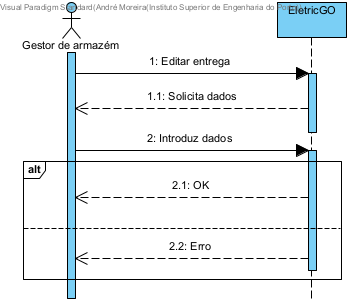 Visual Paradigm Standard(André Moreira(Instituto Superior de Engenharia do Porto))
EletricGO
Gestor de armazém
1: Editar entrega
1.1: Solicita dados
2: Introduz dados
alt
2.1: OK
2.2: Erro